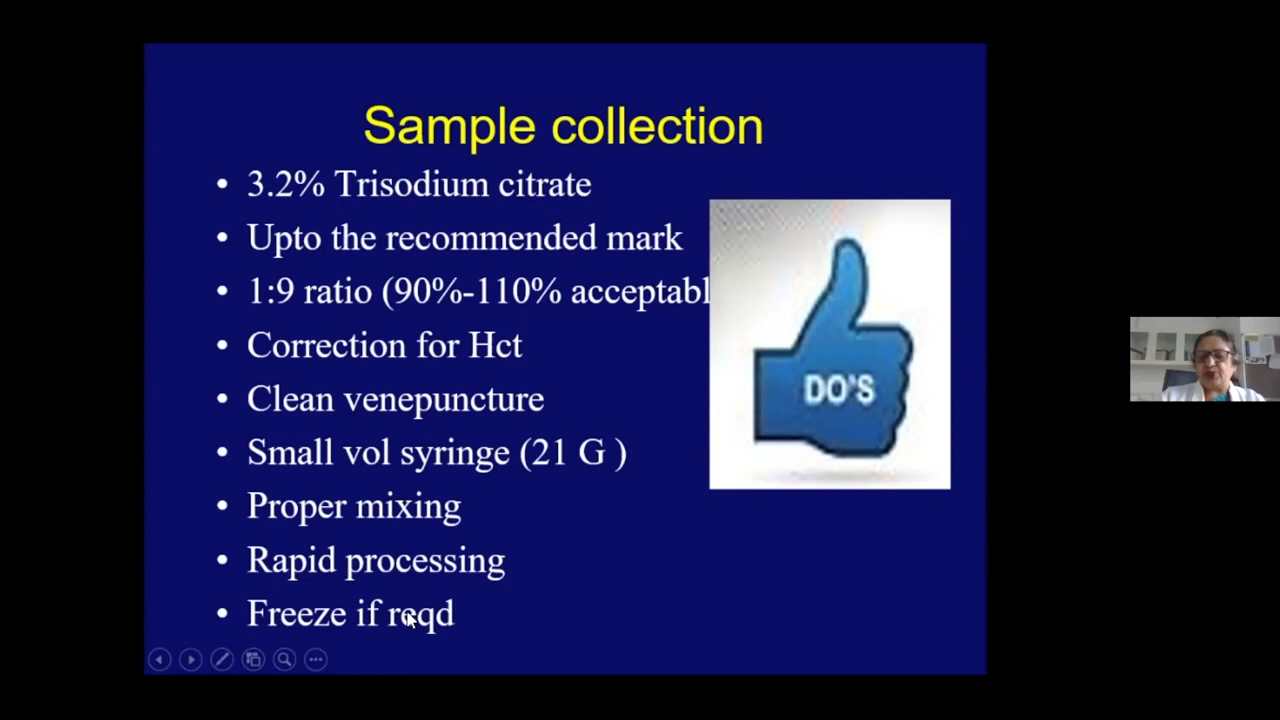 Sample collection
• 3.2% Trisodium citrate
• Upto the recommended mark
• 1:9 ratio (90%-110% acceptabl
• Correction for Hct
• Clean venepuncture
• Small vol syringe (21 G )
• Proper mixing
• Rapid processing
• Freeze if reqd
DO'S